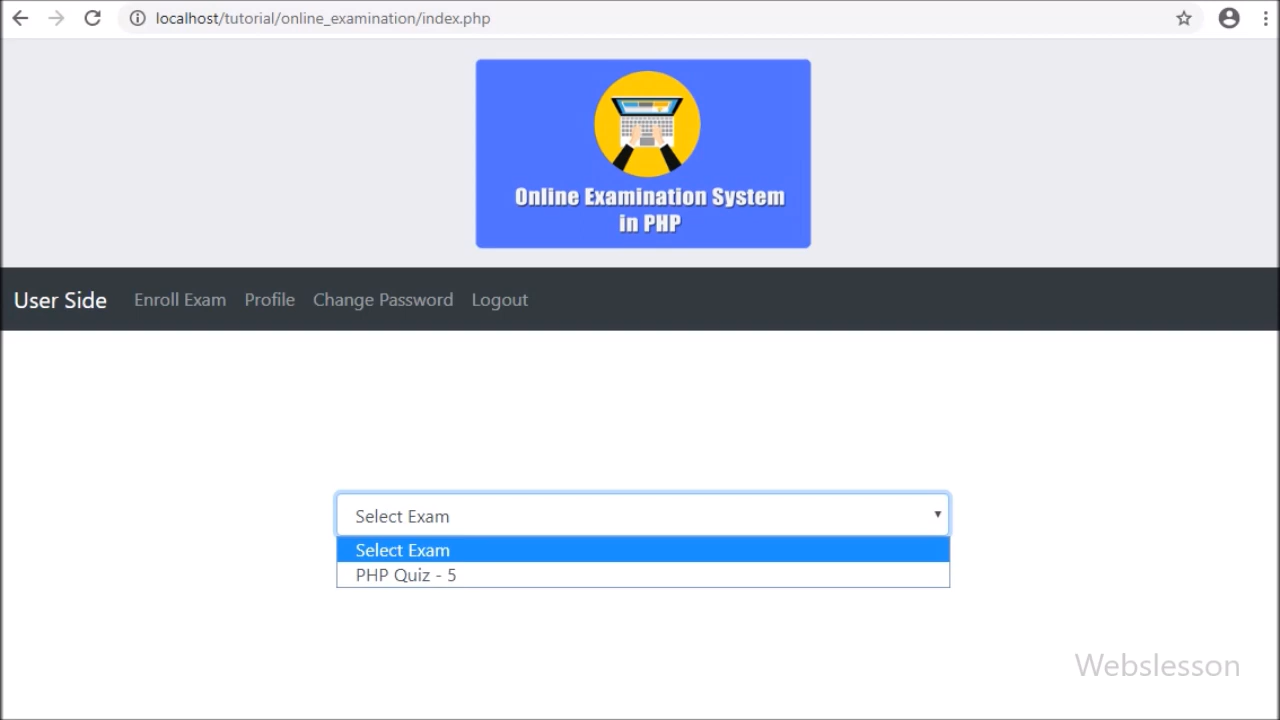 localhost/tutorial/online_examination/index.php
Online Examination System
in PHP
User Side Enroll Exam Profile Change Password Logout
Select Exam
Select Exam
PHP Quiz - 5
Webslesson